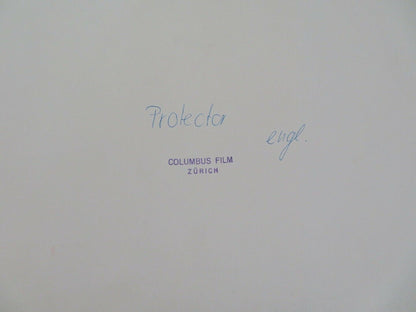 Protector
engl.
COLUMBUS FILM
ZÜRICH